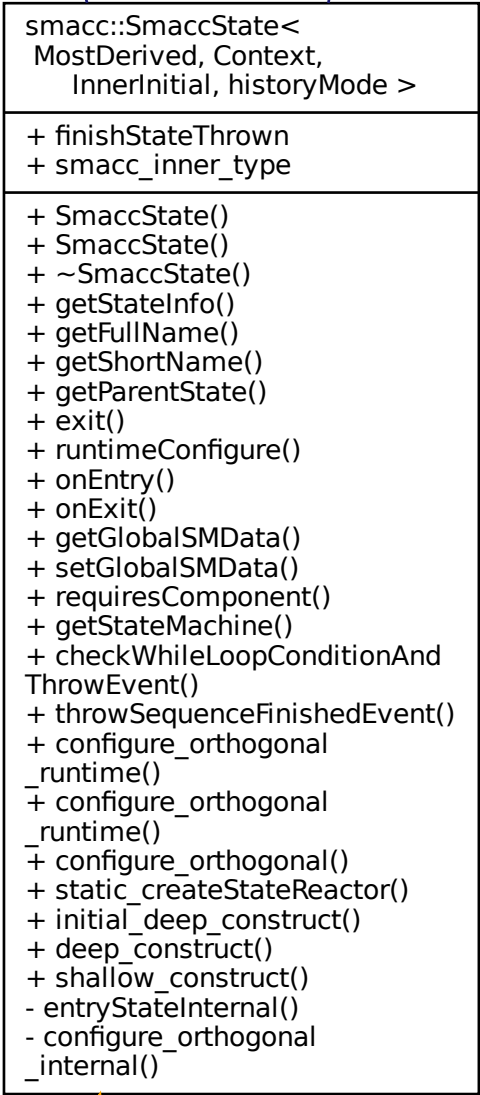 smacc::SmaccState<
MostDerived, Context,
InnerInitial, historyMode >
+ finishStateThrown
+ smacc_inner_type
+ SmaccState()
+ SmaccState()
+ ~SmaccState()
+ getStateInfo()
+ getFullName()
+ getShortName()
+ getParentState()
+ exit()
+ runtimeConfigure()
+ onEntry()
+ onExit()
+ getGlobalSMData()
+ setGlobalSMData()
+ requiresComponent()
+ getStateMachine()
+ checkWhileLoopConditionAnd
ThrowEvent()
+ throwSequenceFinishedEvent()
+ configure_orthogonal
_runtime()
+ configure_orthogonal
_runtime()
+ configure_orthogonal()
+ static_createStateReactor()
+ initial_deep_construct()
+ deep_construct()
+ shallow_construct()
- entryStateInternal()
- configure_orthogonal
_internal()